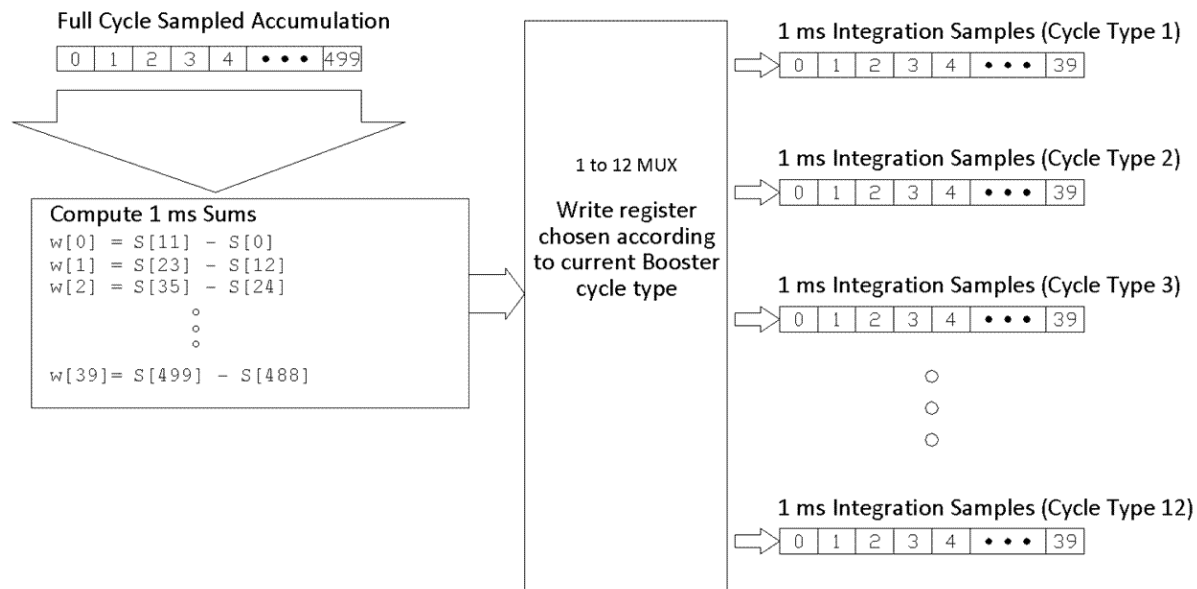 Full Cycle Sampled Accumulation
0 1 2 3 4 • • • 499
Compute 1 ms Sums
w[0] = S[11] - S[0]
w[1] = S[23] - S[12]
w[2] = S[35] - S[24]
w[39]= S[499] - S[488]
1 to 12 MUX
Write register
chosen according
to current Booster
cycle type
1 ms Integration Samples (Cycle Type 1)
0 1 2 3 4 • • • 39
1 ms Integration Samples (Cycle Type 2)
0 1 2 3 4 • • • 39
1 ms Integration Samples (Cycle Type 3)
0 1 2 3 4 • • • 39
1 ms Integration Samples (Cycle Type 12)
0 1 2 3 4 • • • 39